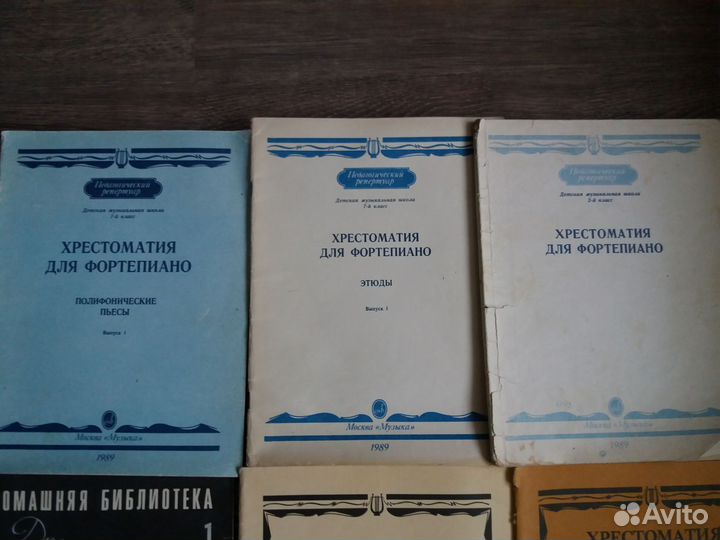 Педагогический
репертуар
Детская музыкальная школа
7-й класс
ХРЕСТОМАТИЯ
ДЛЯ ФОРТЕПИАНО
ПОЛИФОНИЧЕСКИЕ
ПЬЕСЫ
Выпуск 1
Москва «Музыка»
1989
Педагогический
репертуар
Детская музыкальная школа
7-й класс
ХРЕСТОМАТИЯ
ДЛЯ ФОРТЕПИАНО
ЭТЮДЫ
Выпуск 1
Москва «Музыка»
1989
Педагогический
репертуар
Детская музыкальная школа
ХРЕСТОМАТИЯ
ДЛЯ ФОРТЕПИАНО
Москва «Музыка»
1989
ОМАШНЯЯ БИБЛИОТЕКА
1
ХРЕСТОМАТИЯ
Avito